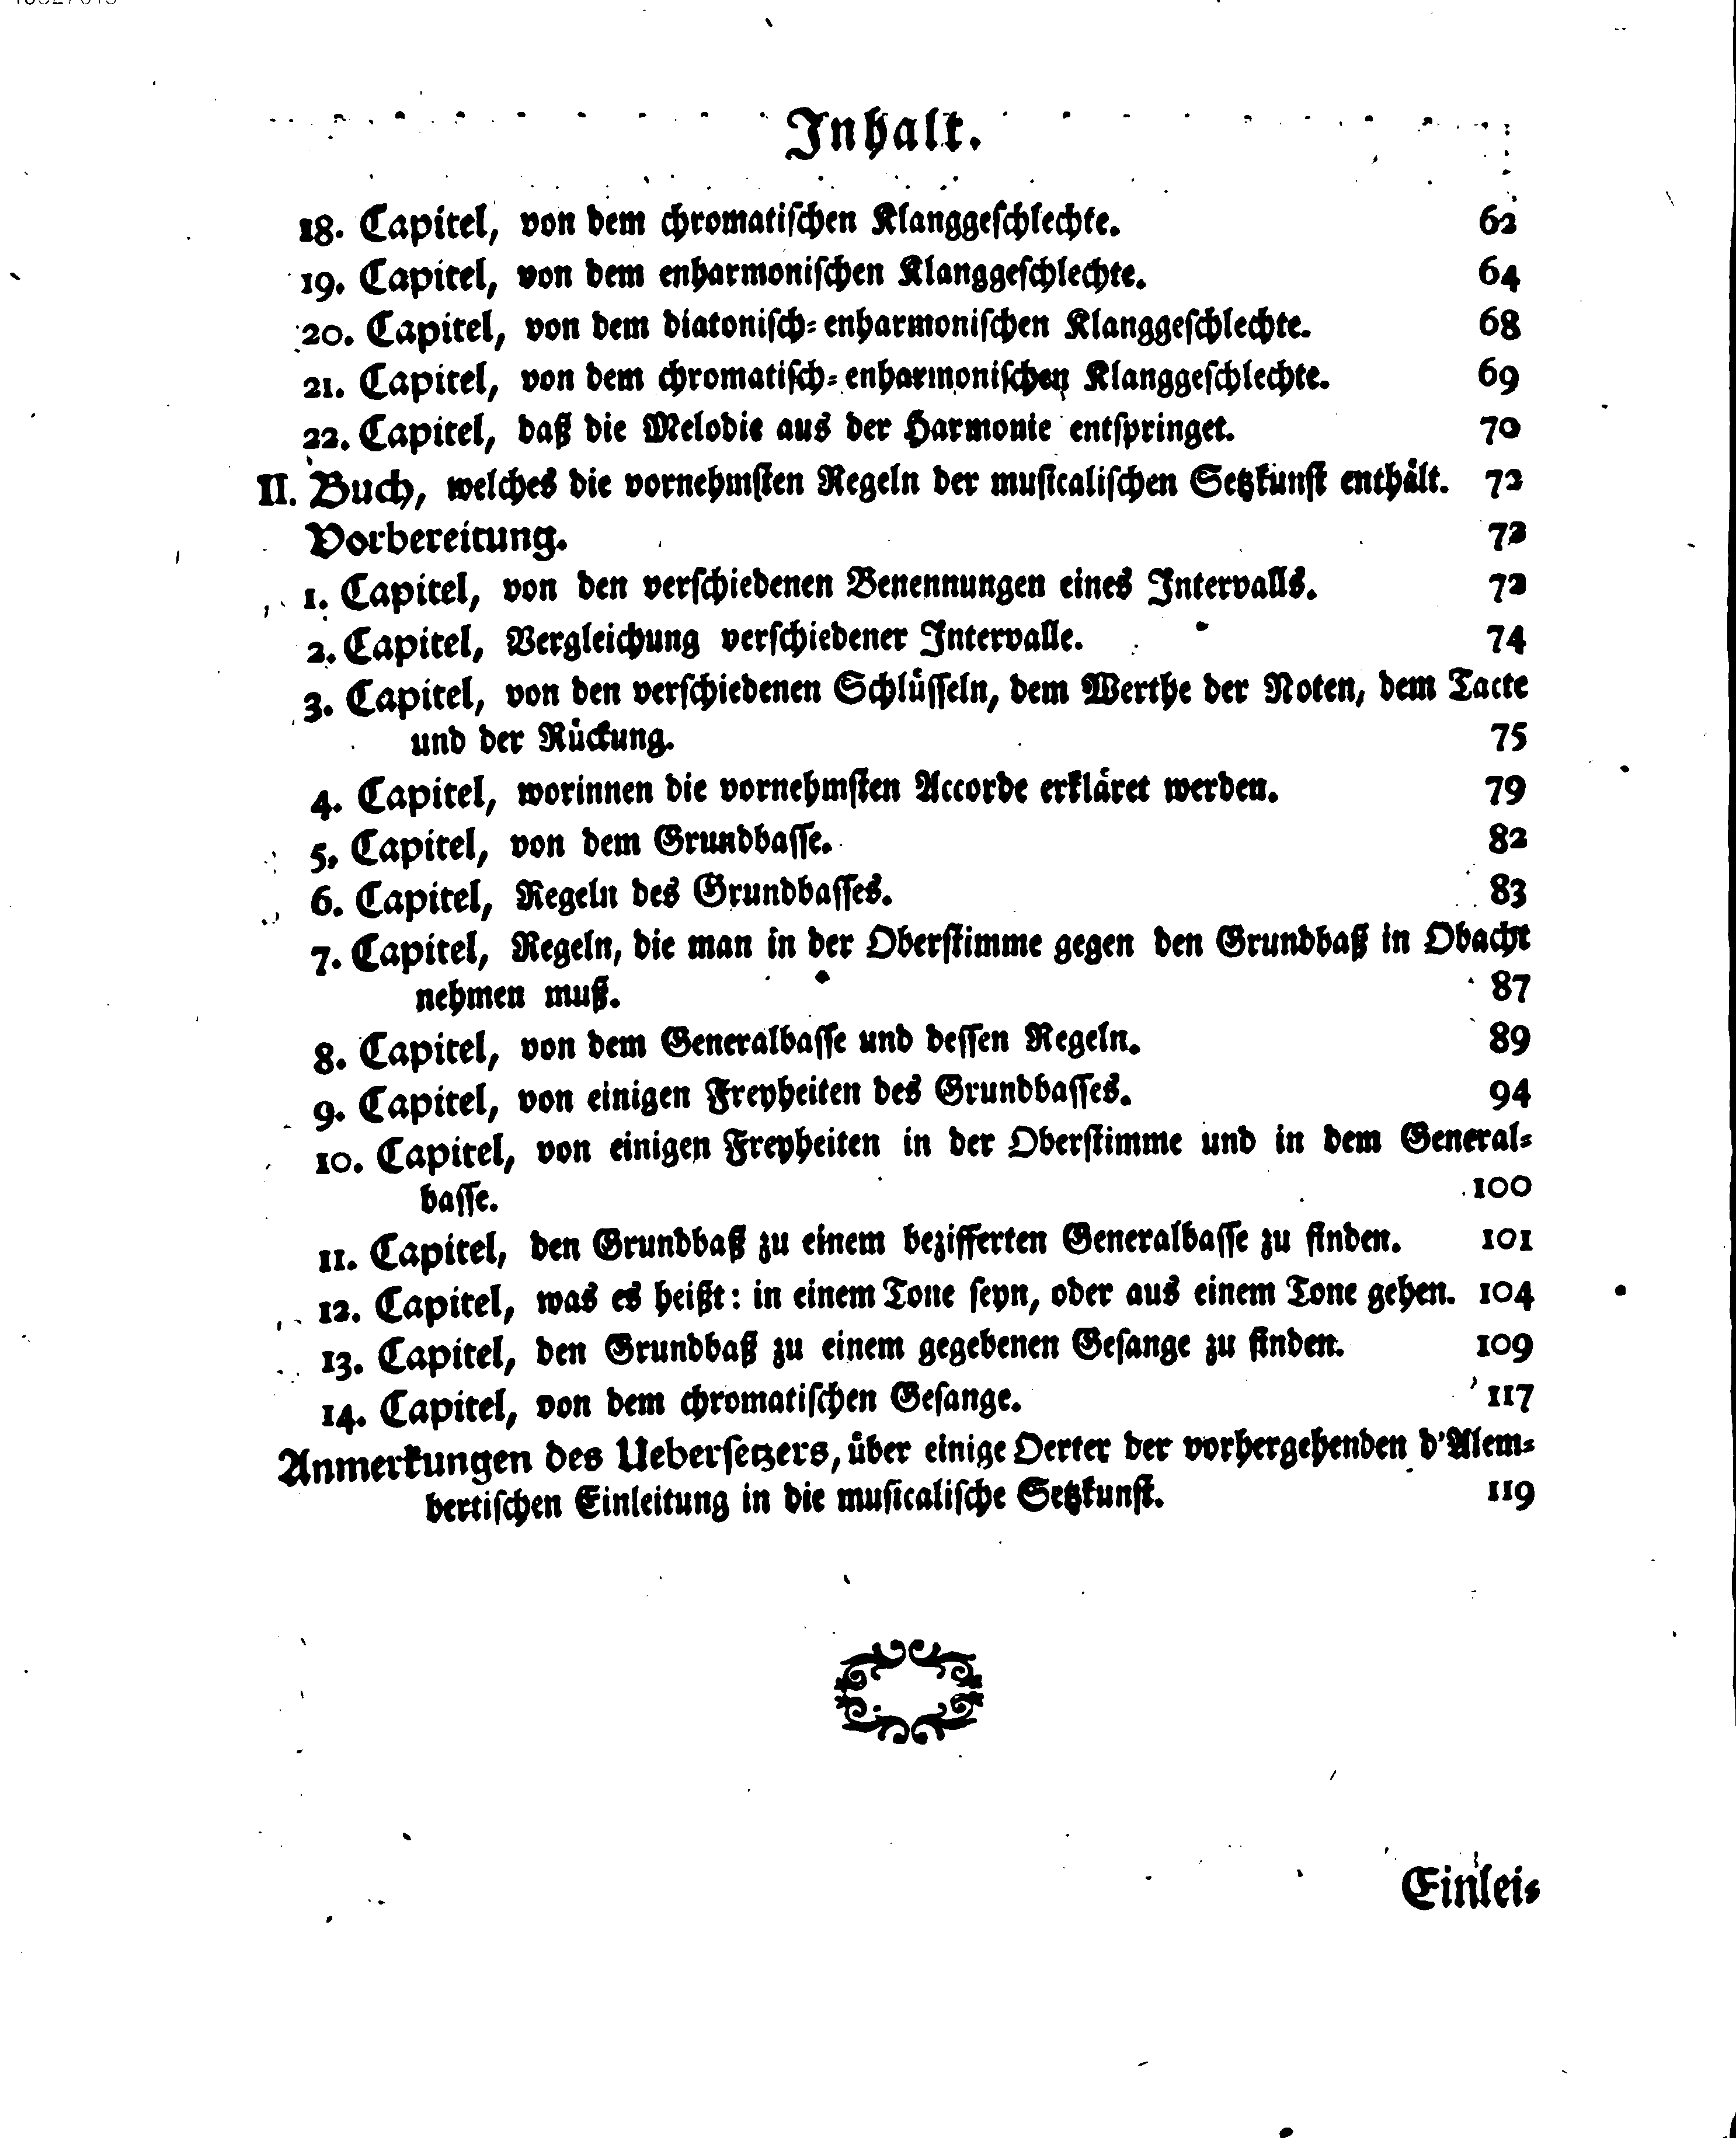 Inhalt.
18. Capitel, von dem chromatischen Klanggeschlechte. 62
19. Capitel, von dem enharmonischen Klanggeschlechte. 64
20. Capitel, von dem diatonisch-enharmonischen Klanggeschlechte. 68
21. Capitel, von dem chromatisch-enharmonischen Klanggeschlechte. 69
22. Capitel, daß die Melodie aus der Harmonie entspringet. 70
II. Buch, welches die vornehmsten Regeln der musicalischen Setzkunst enthält. 72
Vorbereitung. 72
1. Capitel, von den verschiedenen Benennungen eines Intervalls. 72
2. Capitel, Vergleichung verschiedener Intervalle. 74
3. Capitel, von den verschiedenen Schlüsseln, dem Werthe der Noten, dem Tacte
und der Rückung. 75
4. Capitel, worinnen die vornehmsten Accorde erkläret werden. 79
5. Capitel, von dem Grundbasse. 82
6. Capitel, Regeln des Grundbasses. 83
7. Capitel, Regeln, die man in der Oberstimme gegen den Grundbaß in Obacht
nehmen muß. 87
8. Capitel, von dem Generalbasse und dessen Regeln. 89
9. Capitel, von einigen Freyheiten des Grundbasses. 94
10. Capitel, von einigen Freyheiten in der Oberstimme und in dem General-
basse. 100
11. Capitel, den Grundbaß zu einem bezifferten Generalbasse zu finden. 101
12. Capitel, was es heißt: in einem Tone seyn, oder aus einem Tone gehen. 104
13. Capitel, den Grundbaß zu einem gegebenen Gesange zu finden. 109
14. Capitel, von dem chromatischen Gesange. 117
Anmerkungen des Uebersetzers, über einige Oerter der vorhergehenden d'Alem-
bertischen Einleitung in die musicalische Setzkunst. 119
Einlei-